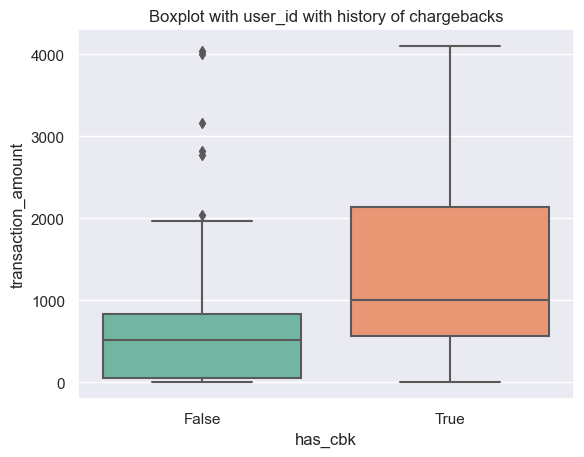 Boxplot with user_id with history of chargebacks
4000
3000
2000
1000
0
transaction_amount
False
True
has_cbk